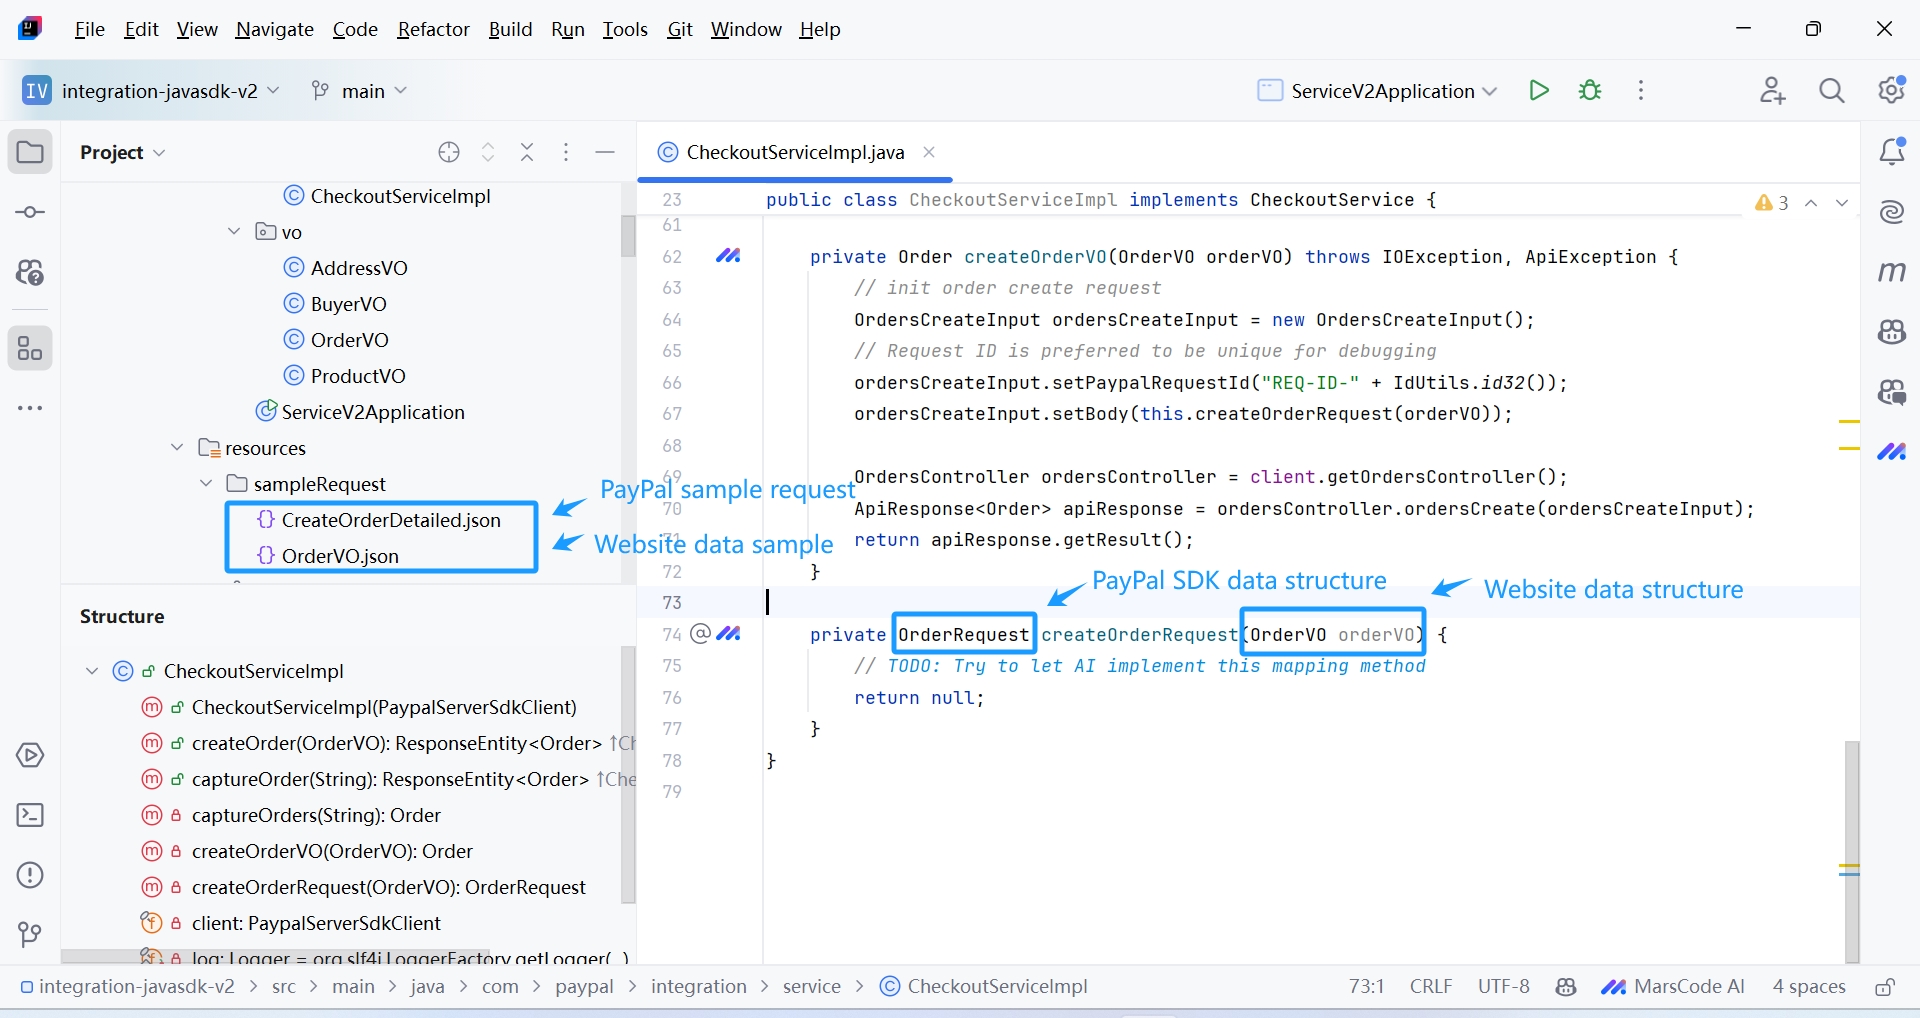 File Edit View Navigate Code Refactor Build Run Tools Git Window Help
IV integration-javasdk-v2 main ServiceV2Application
Project
CheckoutServiceImpl
vo
AddressVO
BuyerVO
OrderVO
ProductVO
ServiceV2Application
resources
sampleRequest
CreateOrderDetailed.json
OrderVO.json
PayPal sample request
Website data sample
Structure
CheckoutServiceImpl
CheckoutServiceImpl(PaypalServerSdkClient)
createOrder(OrderVO): ResponseEntity<Order> ↑Ch
captureOrder(String): ResponseEntity<Order> ↑Che
captureOrders(String): Order
createOrderVO(OrderVO): Order
createOrderRequest(OrderVO): OrderRequest
client: PaypalServerSdkClient
log: Logger = org.slf4j.LoggerFactory.getLogger(...)
CheckoutServiceImpl.java
3
23 public class CheckoutServiceImpl implements CheckoutService {
61
62 private Order createOrderVO(OrderVO orderVO) throws IOException, ApiException {
63 // init order create request
64 OrdersCreateInput ordersCreateInput = new OrdersCreateInput();
65 // Request ID is preferred to be unique for debugging
66 ordersCreateInput.setPaypalRequestId("REQ-ID-" + IdUtils.id32());
67 ordersCreateInput.setBody(this.createOrderRequest(orderVO));
68
69 OrdersController ordersController = client.getOrdersController();
70 ApiResponse<Order> apiResponse = ordersController.ordersCreate(ordersCreateInput);
71 return apiResponse.getResult();
72 }
PayPal SDK data structure
Website data structure
73
74 private OrderRequest createOrderRequest(OrderVO orderVO) {
75 // TODO: Try to let AI implement this mapping method
76 return null;
77 }
78 }
79
integration-javasdk-v2 > src > main > java > com > paypal > integration > service > CheckoutServiceImpl 73:1 CRLF UTF-8 MarsCode AI 4 spaces